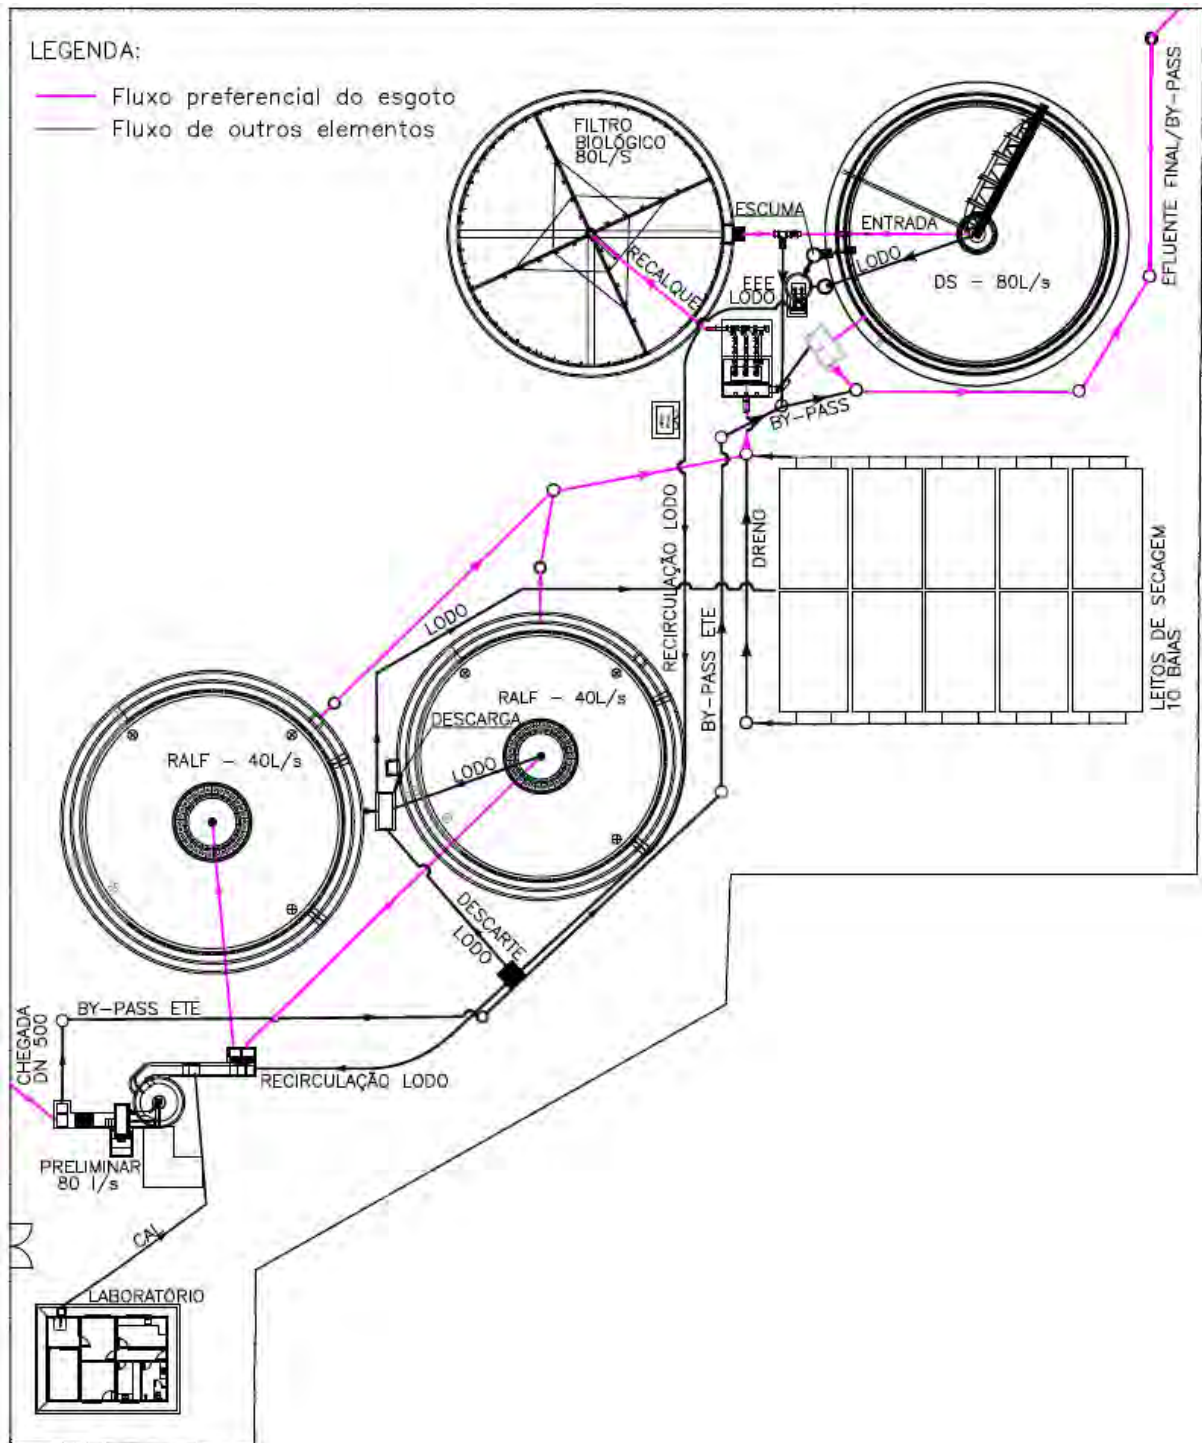 LEGENDA:
Fluxo preferencial do esgoto
Fluxo de outros elementos
FILTRO
BIOLÓGICO
80L/S
ESCUMA
ENTRADA
LODO
DS - 80L/s
RECALQUE
EEE
LODO
EFLUENTE FINAL/BY-PASS
BY-PASS
RECIRCULAÇÃO LODO
DRENO
BY-PASS ETE
LEITOS DE SECAGEM
10 BAIAS
LODO
RALF - 40L/s
DESCARGA
LODO
RALF - 40L/s
DESCARTE
LODO
BY-PASS ETE
CHEGADA
DN 500
RECIRCULAÇÃO LODO
PRELIMINAR
80 l/s
CAL
LABORATÓRIO